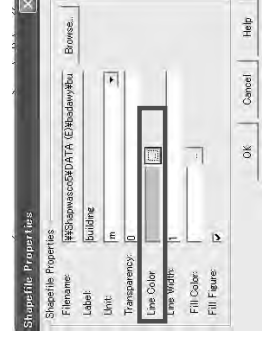 Shapefile Properties
Shapefile Properties
Filename: ¥¥Shapwasco5¥DATA (E)¥badawy¥bu Browse...
Label: building
Unit: m
Transparency: 0
Line Color ...
Line Width: 1
Fill Color: ...
Fill Figure:
OK Cancel Help